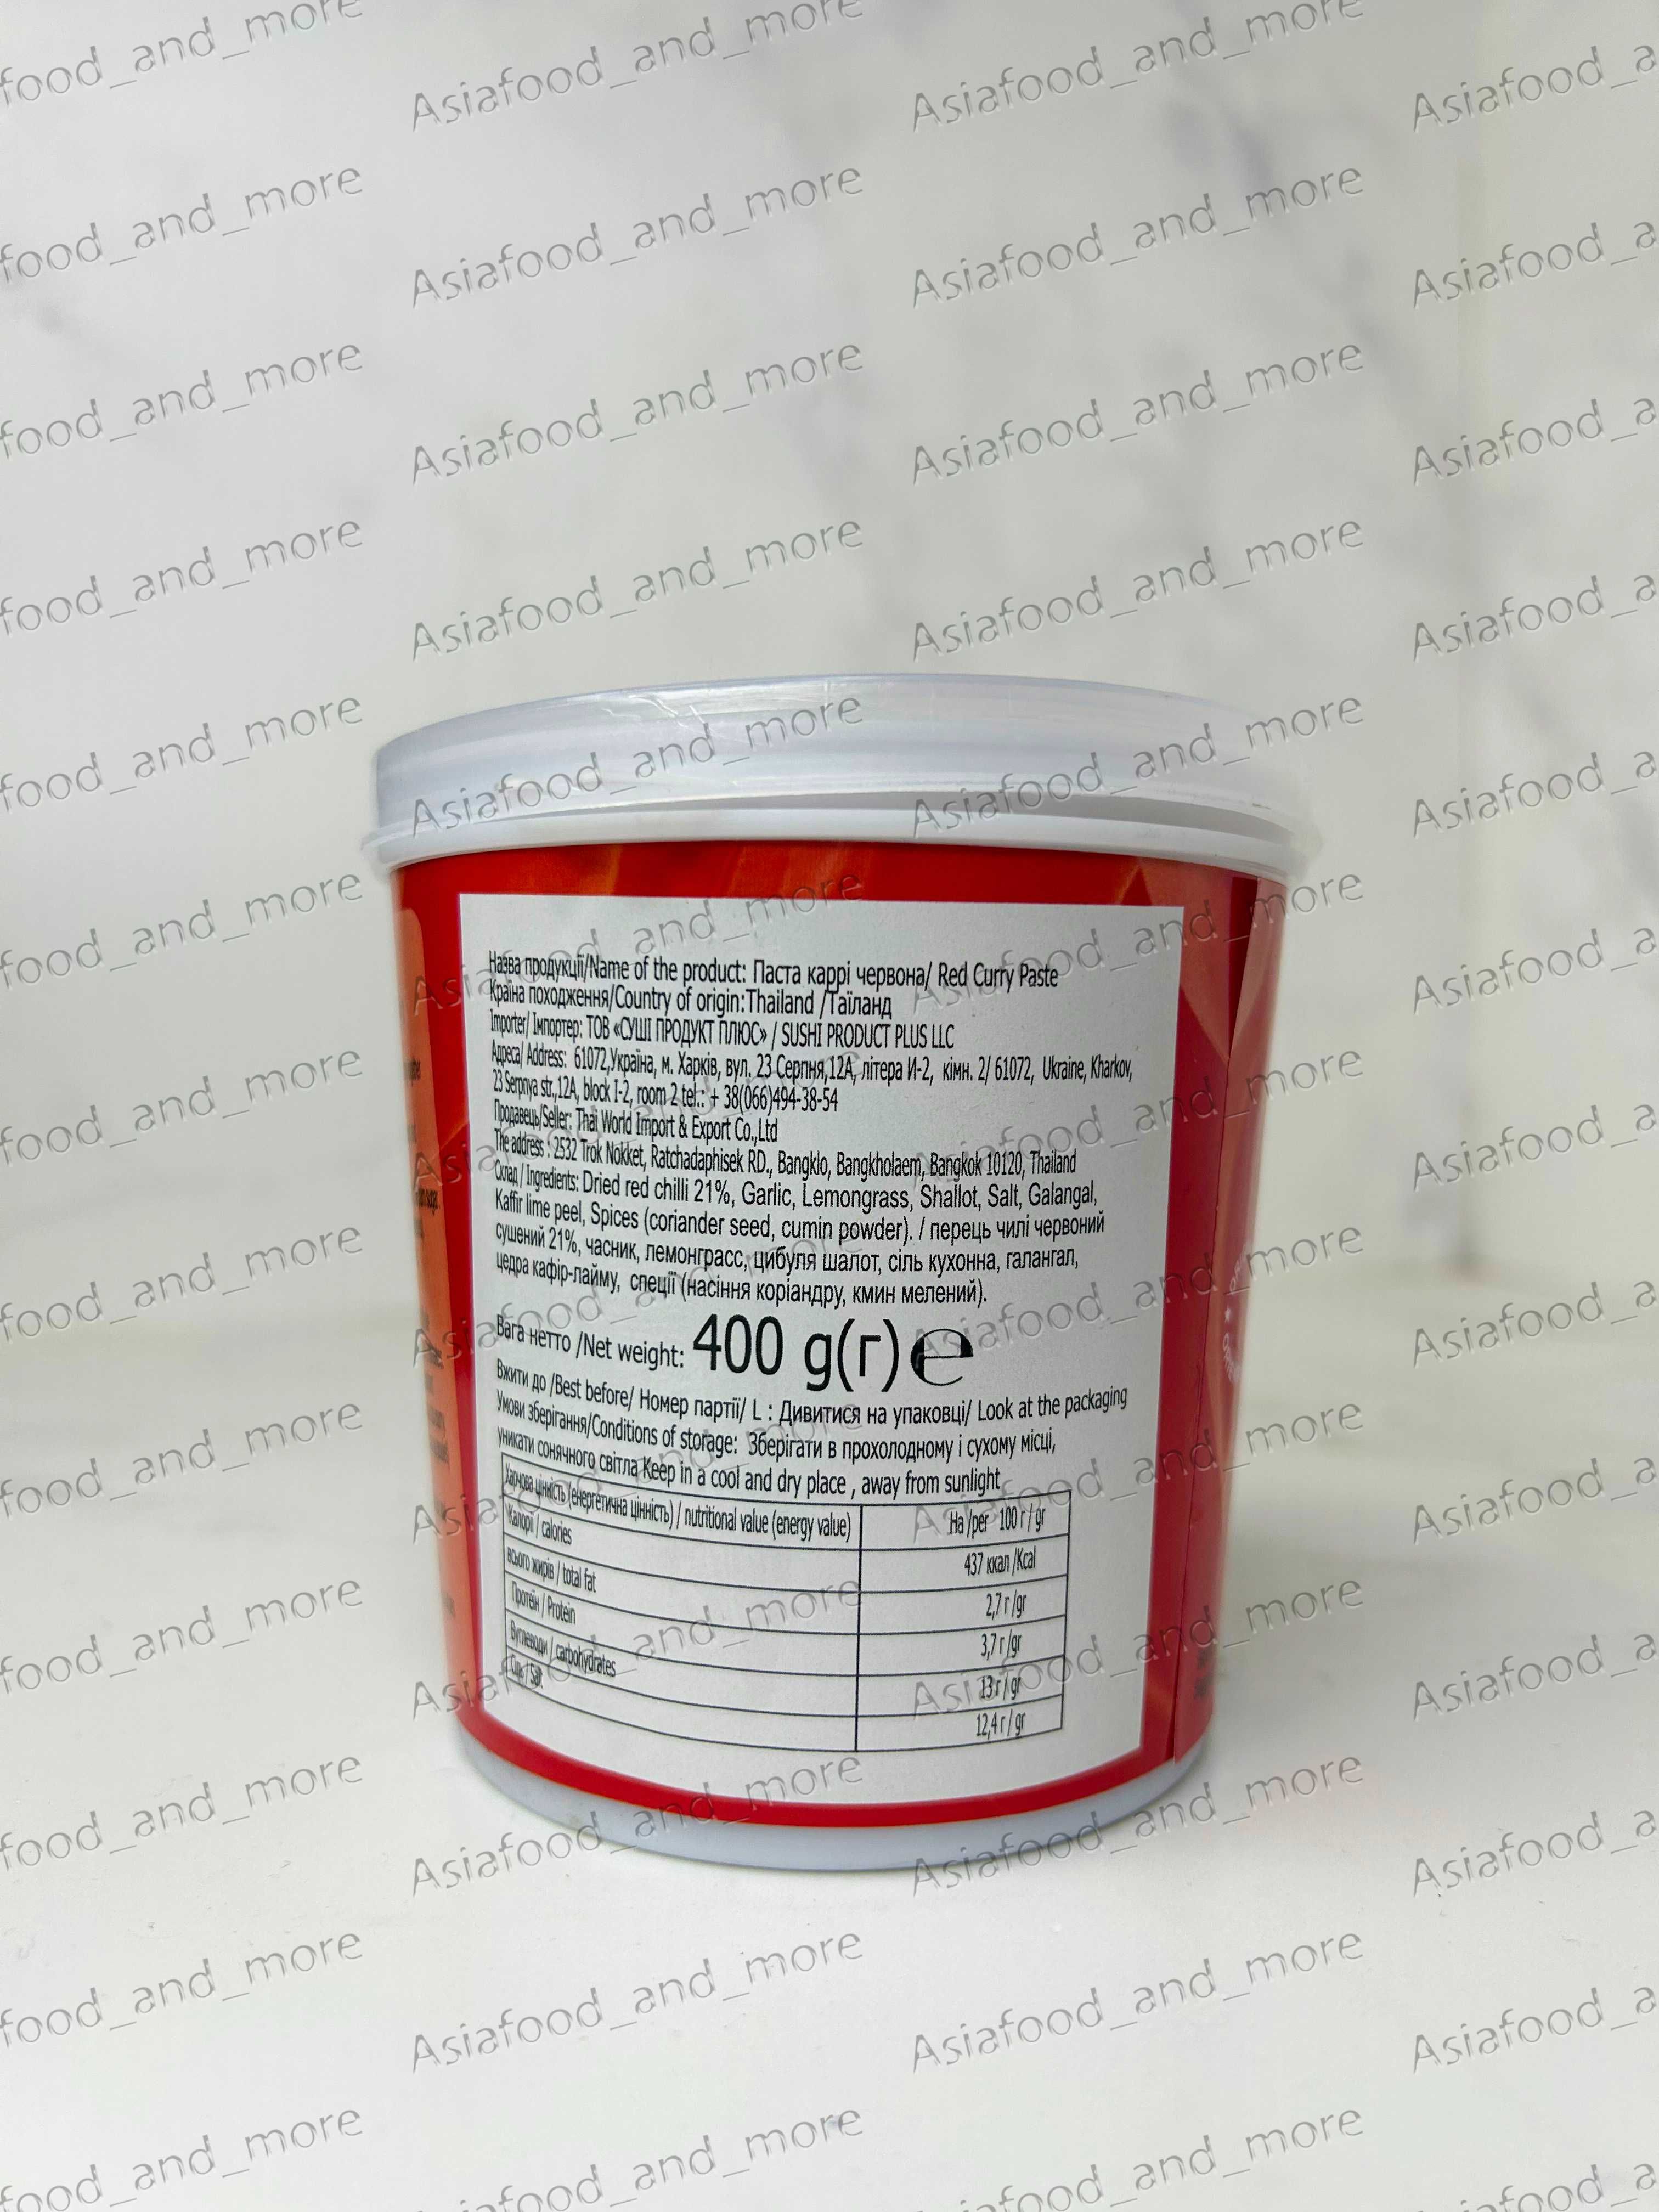 Назва продукції/Name of the product: Паста каррі червона/ Red Curry Paste
Країна походження/Country of origin:Thailand /Таїланд
Importer/ Імпортер: ТОВ «СУШІ ПРОДУКТ ПЛЮС» / SUSHI PRODUCT PLUS LLC
Адреса/ Address: 61072,Україна, м. Харків, вул. 23 Серпня,12А, літера И-2, кімн. 2/ 61072, Ukraine, Kharkov,
23 Serpnya str.,12A, block I-2, room 2 tel.: + 38(066)494-38-54
Продавець/Seller: Thai World Import & Export Co.,Ltd
The address : 2532 Trok Nokket, Ratchadaphisek RD., Bangklo, Bangkholaem, Bangkok 10120, Thailand
Склад / Ingredients: Dried red chilli 21%, Garlic, Lemongrass, Shallot, Salt, Galangal,
Kaffir lime peel, Spices (coriander seed, cumin powder). / перець чилі червоний
сушений 21%, часник, лемонграсс, цибуля шалот, сіль кухонна, галангал,
цедра кафір-лайму, спеції (насіння коріандру, кмин мелений).
Вага нетто /Net weight: 400 g(г) e
Вжити до /Best before/ Номер партії/ L : Дивитися на упаковці/ Look at the packaging
Умови зберігання/Conditions of storage: Зберігати в прохолодному і сухому місці,
уникати сонячного світла Keep in a cool and dry place , away from sunlight
Харчова цінність (енергетична цінність) / nutritional value (energy value) На /per 100 г / gr
Калорії / calories 437 ккал /Kcal
всього жирів / total fat 2,7 г /gr
Протеїн / Protein 3,7 г /gr
Вуглеводи / carbohydrates 13 г / gr
Сіль / Salt 12,4 г / gr
Asiafood_and_more